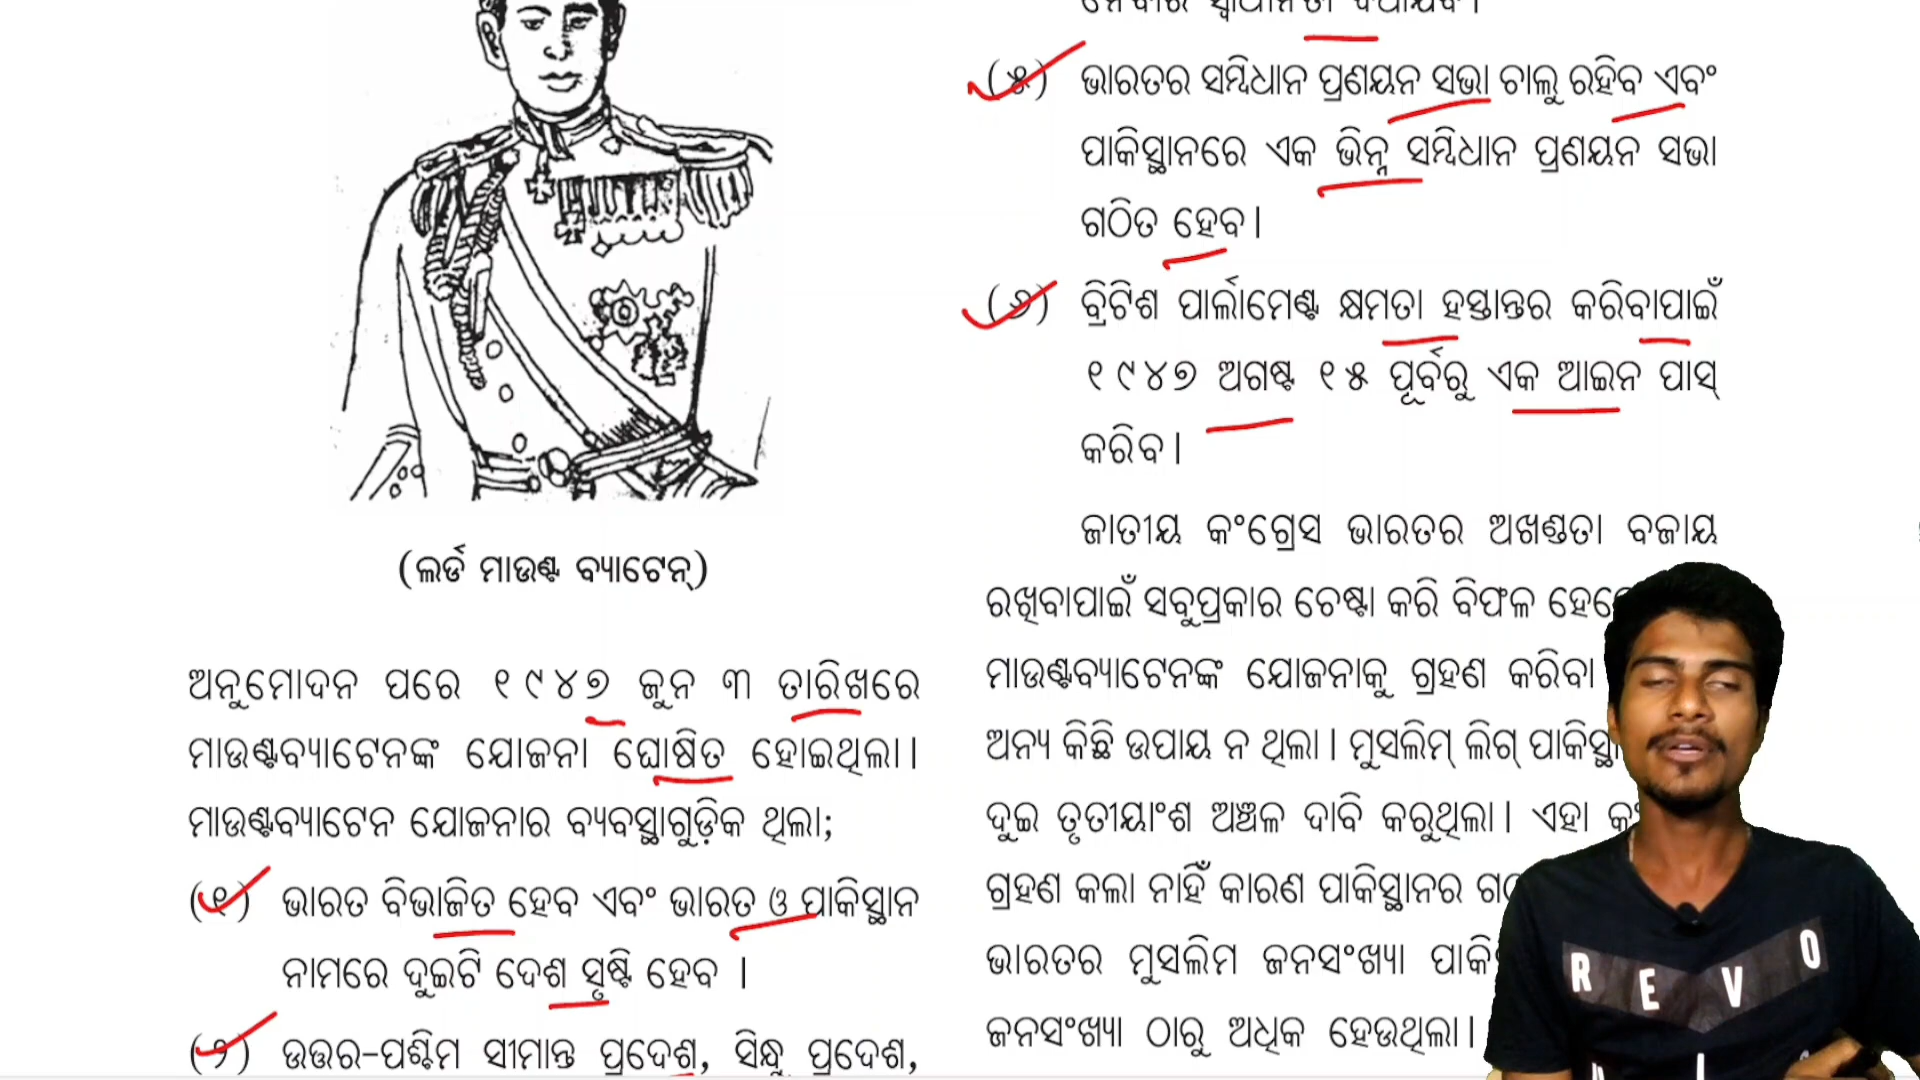 (ଲର୍ଡ ମାଉଣ୍ଟ ବ୍ୟାଟେନ୍)
ଅନୁମୋଦନ ପରେ ୧୯୪୭ ଜୁନ ୩ ତାରିଖରେ
ମାଉଣ୍ଟବ୍ୟାଟେନଙ୍କ ଯୋଜନା ଘୋଷିତ ହୋଇଥିଲା।
ମାଉଣ୍ଟବ୍ୟାଟେନ ଯୋଜନାର ବ୍ୟବସ୍ଥାଗୁଡ଼ିକ ଥିଲା;
(୧) ଭାରତ ବିଭାଜିତ ହେବ ଏବଂ ଭାରତ ଓ ପାକିସ୍ଥାନ
ନାମରେ ଦୁଇଟି ଦେଶ ସୃଷ୍ଟି ହେବ ।
(୨) ଉତ୍ତର-ପଶ୍ଚିମ ସୀମାନ୍ତ ପ୍ରଦେଶ, ସିନ୍ଧୁ ପ୍ରଦେଶ,
(୫) ଭାରତର ସମ୍ବିଧାନ ପ୍ରଣୟନ ସଭା ଚାଲୁ ରହିବ ଏବଂ
ପାକିସ୍ଥାନରେ ଏକ ଭିନ୍ନ ସମ୍ବିଧାନ ପ୍ରଣୟନ ସଭା
ଗଠିତ ହେବ।
(୬) ବ୍ରିଟିଶ ପାର୍ଲାମେଣ୍ଟ କ୍ଷମତା ହସ୍ତାନ୍ତର କରିବାପାଇଁ
୧୯୪୭ ଅଗଷ୍ଟ ୧୫ ପୂର୍ବରୁ ଏକ ଆଇନ ପାସ୍
କରିବ।
ଜାତୀୟ କଂଗ୍ରେସ ଭାରତର ଅଖଣ୍ଡତା ବଜାୟ
ରଖିବାପାଇଁ ସବୁପ୍ରକାର ଚେଷ୍ଟା କରି ବିଫଳ
ମାଉଣ୍ଟବ୍ୟାଟେନଙ୍କ ଯୋଜନାକୁ ଗ୍ରହଣ କରିବା
ଅନ୍ୟ କିଛି ଉପାୟ ନ ଥିଲା। ମୁସଲିମ୍ ଲିଗ୍
ଦୁଇ ତୃତୀୟାଂଶ ଅଞ୍ଚଳ ଦାବି କରୁଥିଲା। ଏହା
ଗ୍ରହଣ କଲା ନାହିଁ କାରଣ ପାକିସ୍ଥାନର
ଭାରତର ମୁସଲିମ ଜନସଂଖ୍ୟା
ଜନସଂଖ୍ୟା ଠାରୁ ଅଧିକ ହେଉଥିଲା।
REVO